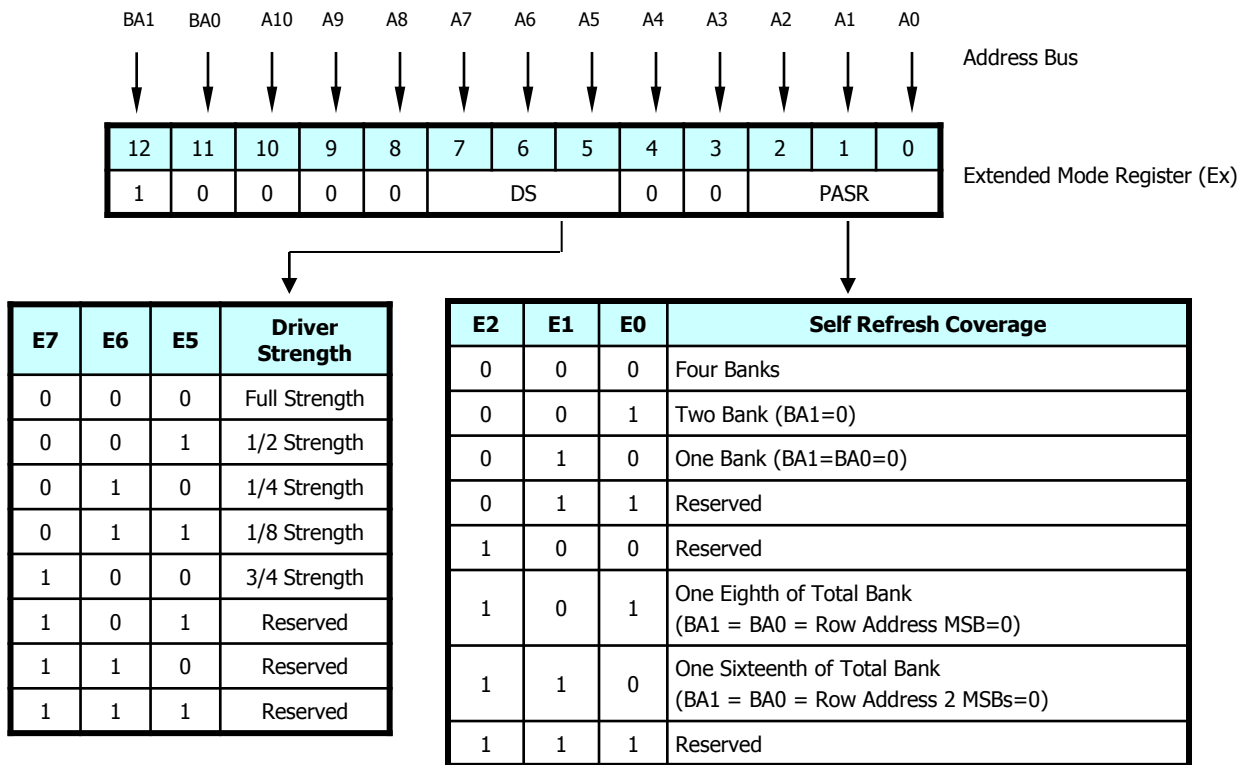 BA1 BA0 A10 A9 A8 A7 A6 A5 A4 A3 A2 A1 A0
Address Bus
12 11 10 9 8 7 6 5 4 3 2 1 0
Extended Mode Register (Ex)
1 0 0 0 0 DS 0 0 PASR
E7 E6 E5 Driver
Strength
0 0 0 Full Strength
0 0 1 1/2 Strength
0 1 0 1/4 Strength
0 1 1 1/8 Strength
1 0 0 3/4 Strength
1 0 1 Reserved
1 1 0 Reserved
1 1 1 Reserved
E2 E1 E0 Self Refresh Coverage
0 0 0 Four Banks
0 0 1 Two Bank (BA1=0)
0 1 0 One Bank (BA1=BA0=0)
0 1 1 Reserved
1 0 0 Reserved
1 0 1 One Eighth of Total Bank
(BA1 = BA0 = Row Address MSB=0)
1 1 0 One Sixteenth of Total Bank
(BA1 = BA0 = Row Address 2 MSBs=0)
1 1 1 Reserved